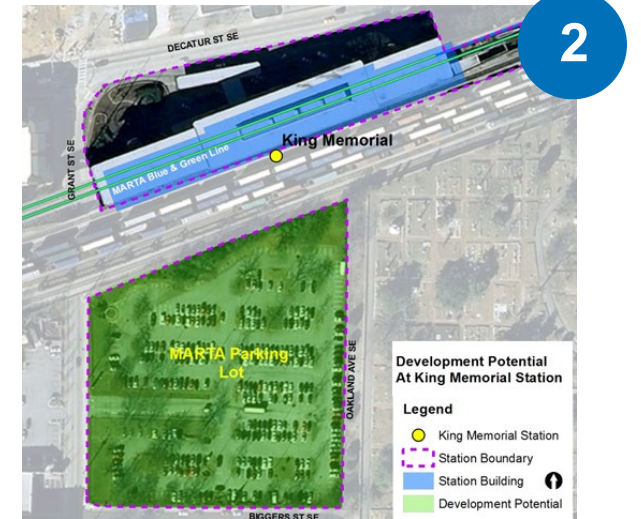 2
DECATUR ST SE
King Memorial
GRANT ST SE
MARTA Blue & Green Line
MARTA Parking
Lot
OAKLAND AVE SE
BIGGERS ST SE
Development Potential
At King Memorial Station
Legend
King Memorial Station
Station Boundary
Station Building
Development Potential